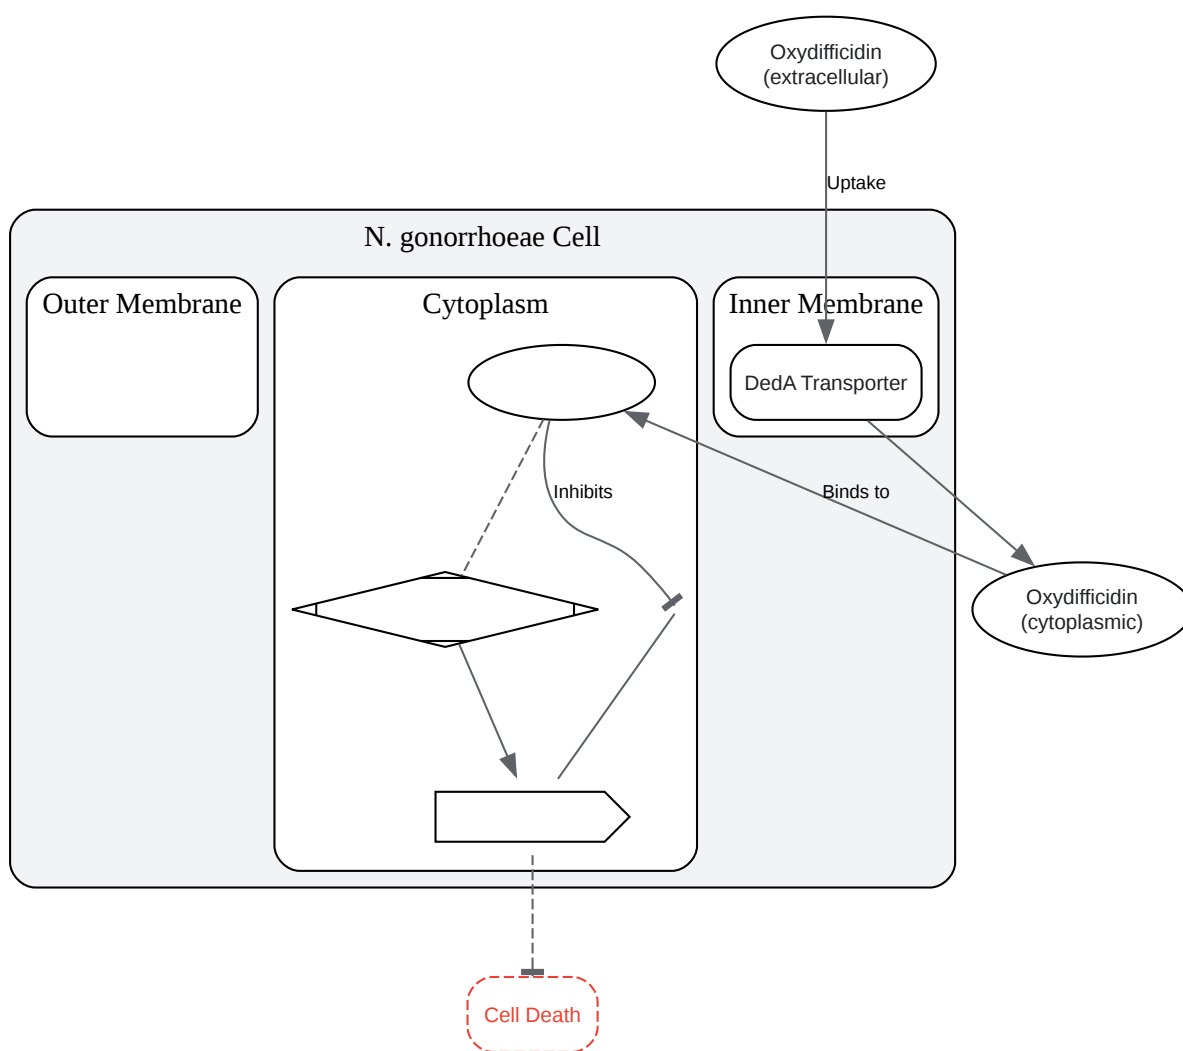 Oxydifficidin
(extracellular)
Uptake
N. gonorrhoeae Cell
Outer Membrane
Cytoplasm
Inner Membrane
DedA Transporter
Inhibits
Binds to
Oxydifficidin
(cytoplasmic)
Cell Death